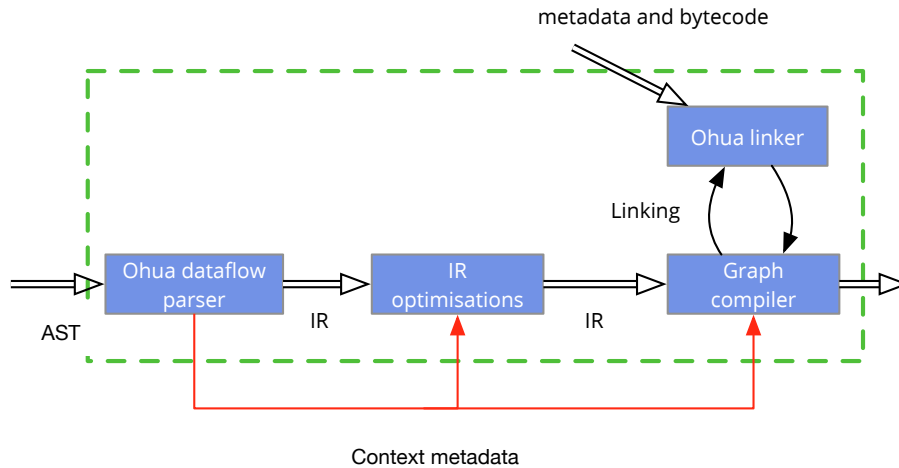 metadata and bytecode
Ohua linker
Linking
Ohua dataflow
parser
IR
optimisations
Graph
compiler
AST
IR
IR
Context metadata